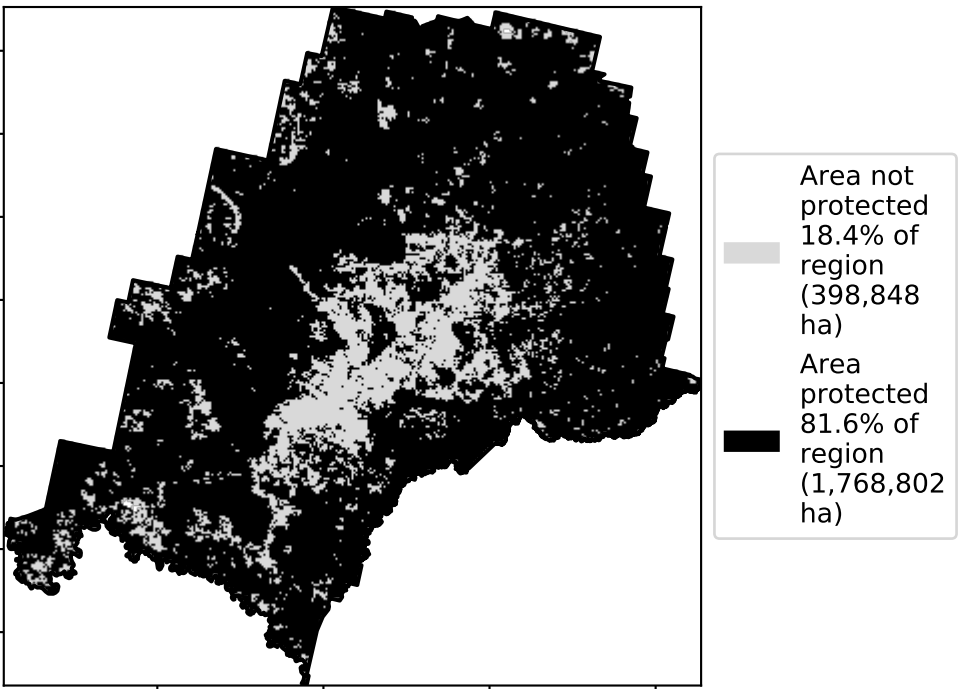 Area not
protected
18.4% of
region
(398,848
ha)
Area
protected
81.6% of
region
(1,768,802
ha)